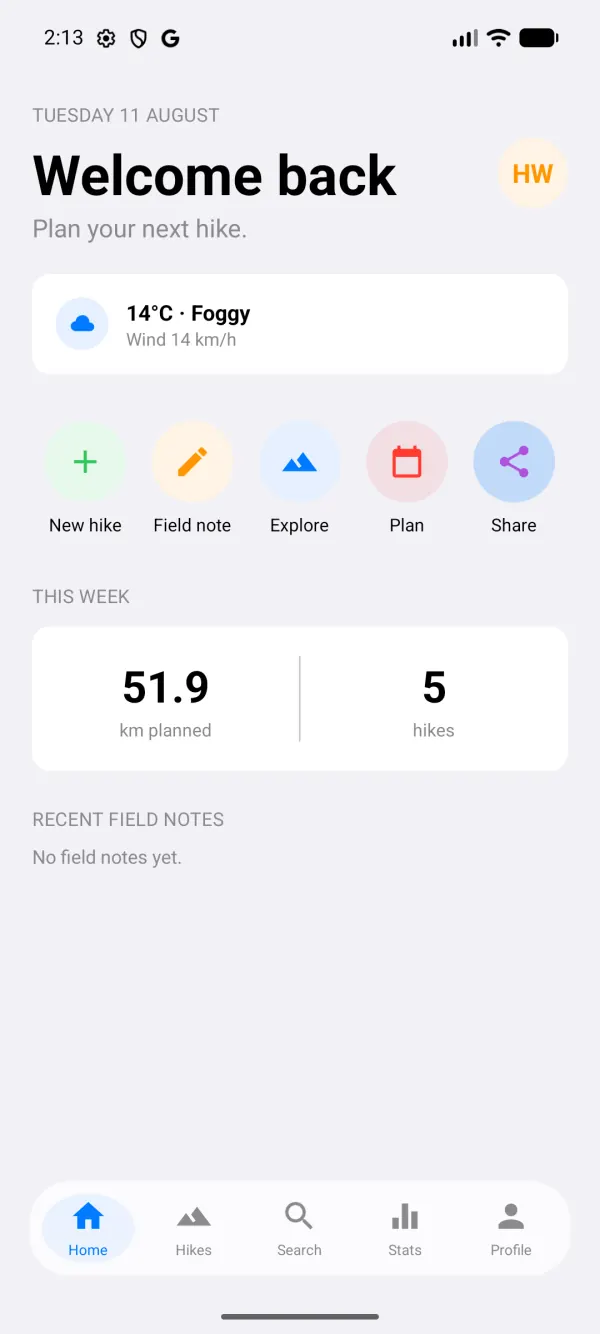 2:13
TUESDAY 11 AUGUST
Welcome back
HW
Plan your next hike.
14°C · Foggy
Wind 14 km/h
New hike
Field note
Explore
Plan
Share
THIS WEEK
51.9
km planned
5
hikes
RECENT FIELD NOTES
No field notes yet.
Home
Hikes
Search
Stats
Profile